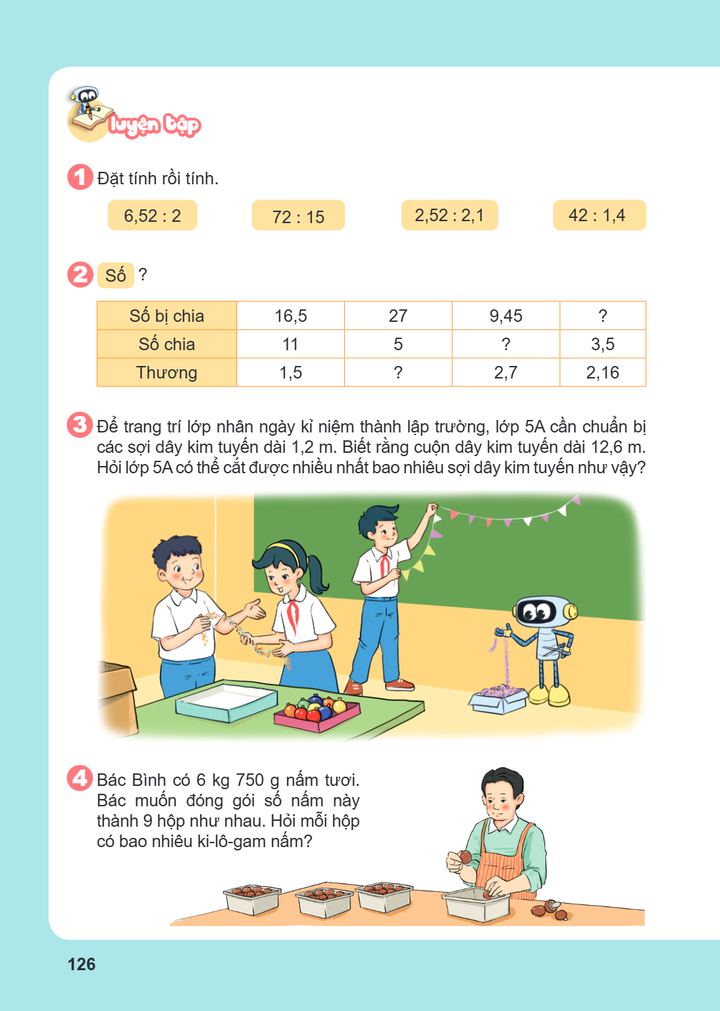 luyện tập
1 Đặt tính rồi tính.
6,52 : 2 72 : 15 2,52 : 2,1 42 : 1,4
2 Số ?
Số bị chia 16,5 27 9,45 ?
Số chia 11 5 ? 3,5
Thương 1,5 ? 2,7 2,16
3 Để trang trí lớp nhân ngày kỉ niệm thành lập trường, lớp 5A cần chuẩn bị
các sợi dây kim tuyến dài 1,2 m. Biết rằng cuộn dây kim tuyến dài 12,6 m.
Hỏi lớp 5A có thể cắt được nhiều nhất bao nhiêu sợi dây kim tuyến như vậy?
4 Bác Bình có 6 kg 750 g nấm tươi.
Bác muốn đóng gói số nấm này
thành 9 hộp như nhau. Hỏi mỗi hộp
có bao nhiêu ki-lô-gam nấm?
126